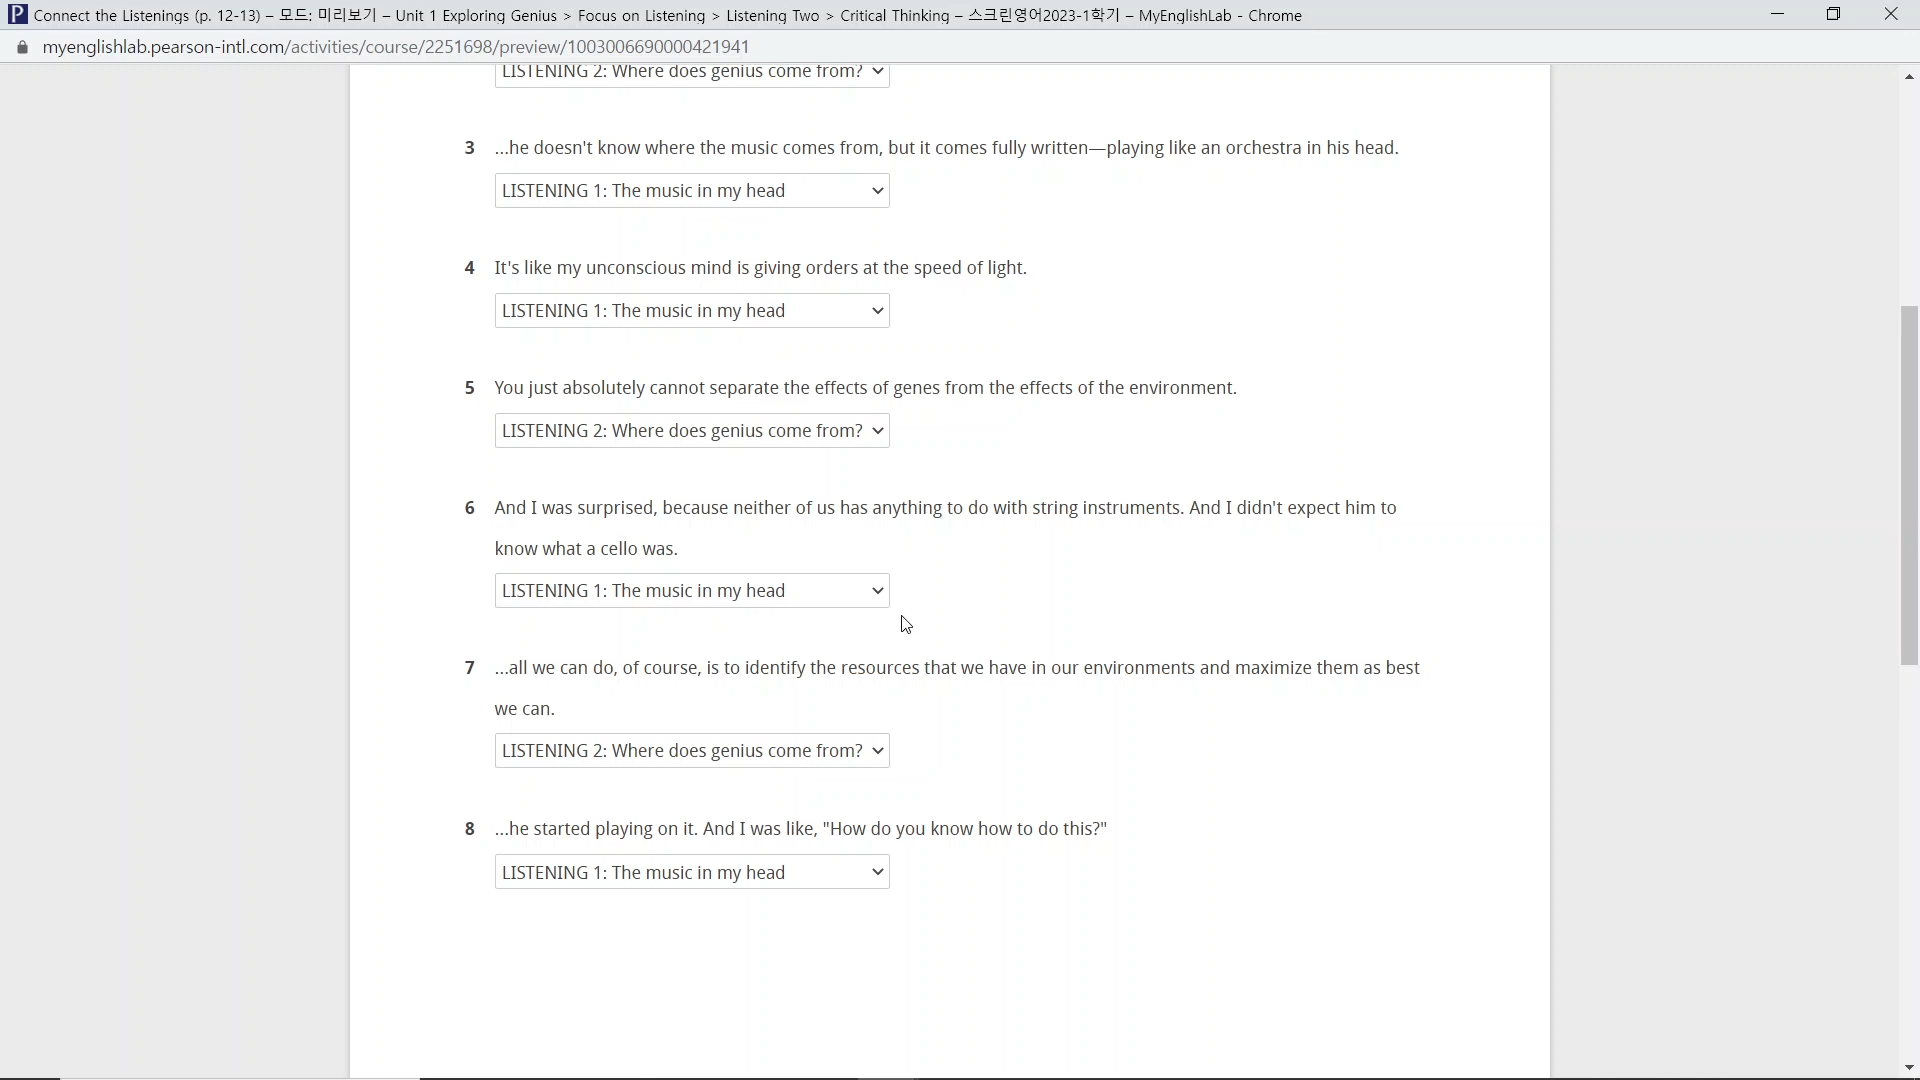 Connect the Listenings (p. 12-13) – 모드: 미리보기 – Unit 1 Exploring Genius > Focus on Listening > Listening Two > Critical Thinking – 스크린영어2023-1학기 – MyEnglishLab - Chrome
myenglishlab.pearson-intl.com/activities/course/2251698/preview/1003006690000421941
LISTENING 2: Where does genius come from?
3 ...he doesn't know where the music comes from, but it comes fully written—playing like an orchestra in his head.
LISTENING 1: The music in my head
4 It's like my unconscious mind is giving orders at the speed of light.
LISTENING 1: The music in my head
5 You just absolutely cannot separate the effects of genes from the effects of the environment.
LISTENING 2: Where does genius come from?
6 And I was surprised, because neither of us has anything to do with string instruments. And I didn't expect him to
know what a cello was.
LISTENING 1: The music in my head
7 ...all we can do, of course, is to identify the resources that we have in our environments and maximize them as best
we can.
LISTENING 2: Where does genius come from?
8 ...he started playing on it. And I was like, "How do you know how to do this?"
LISTENING 1: The music in my head